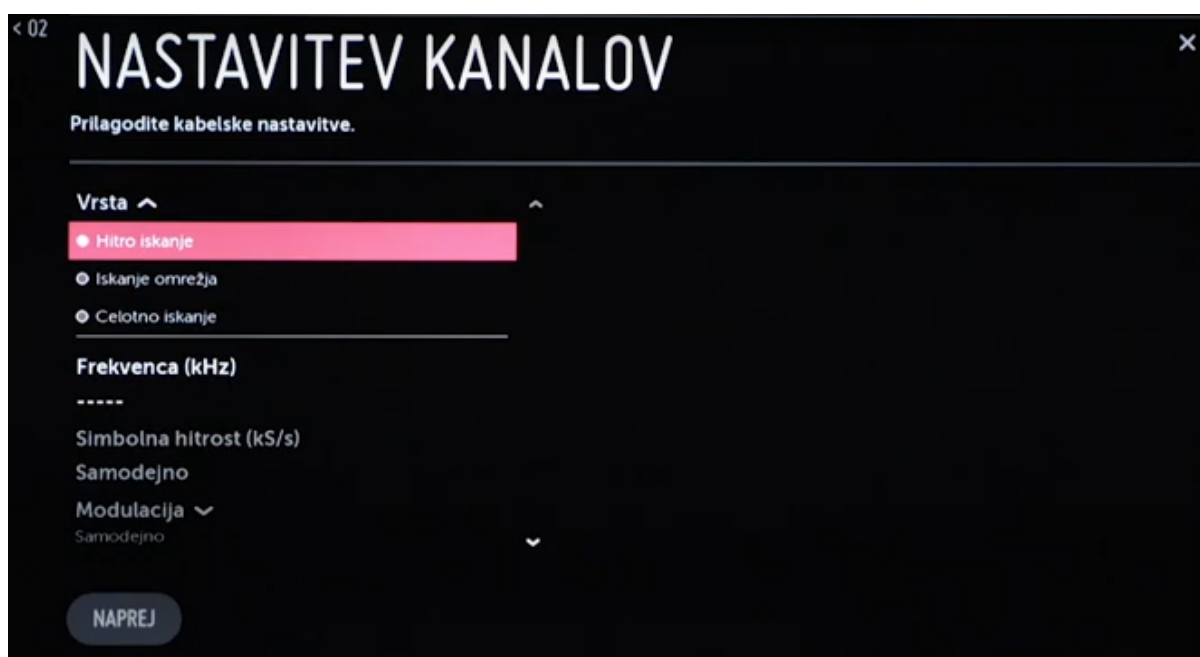 < 02
NASTAVITEV KANALOV
Prilagodite kabelske nastavitve.
Vrsta
Hitro iskanje
Iskanje omrežja
Celotno iskanje
Frekvenca (kHz)
-----
Simbolna hitrost (kS/s)
Samodejno
Modulacija
Samodejno
NAPREJ